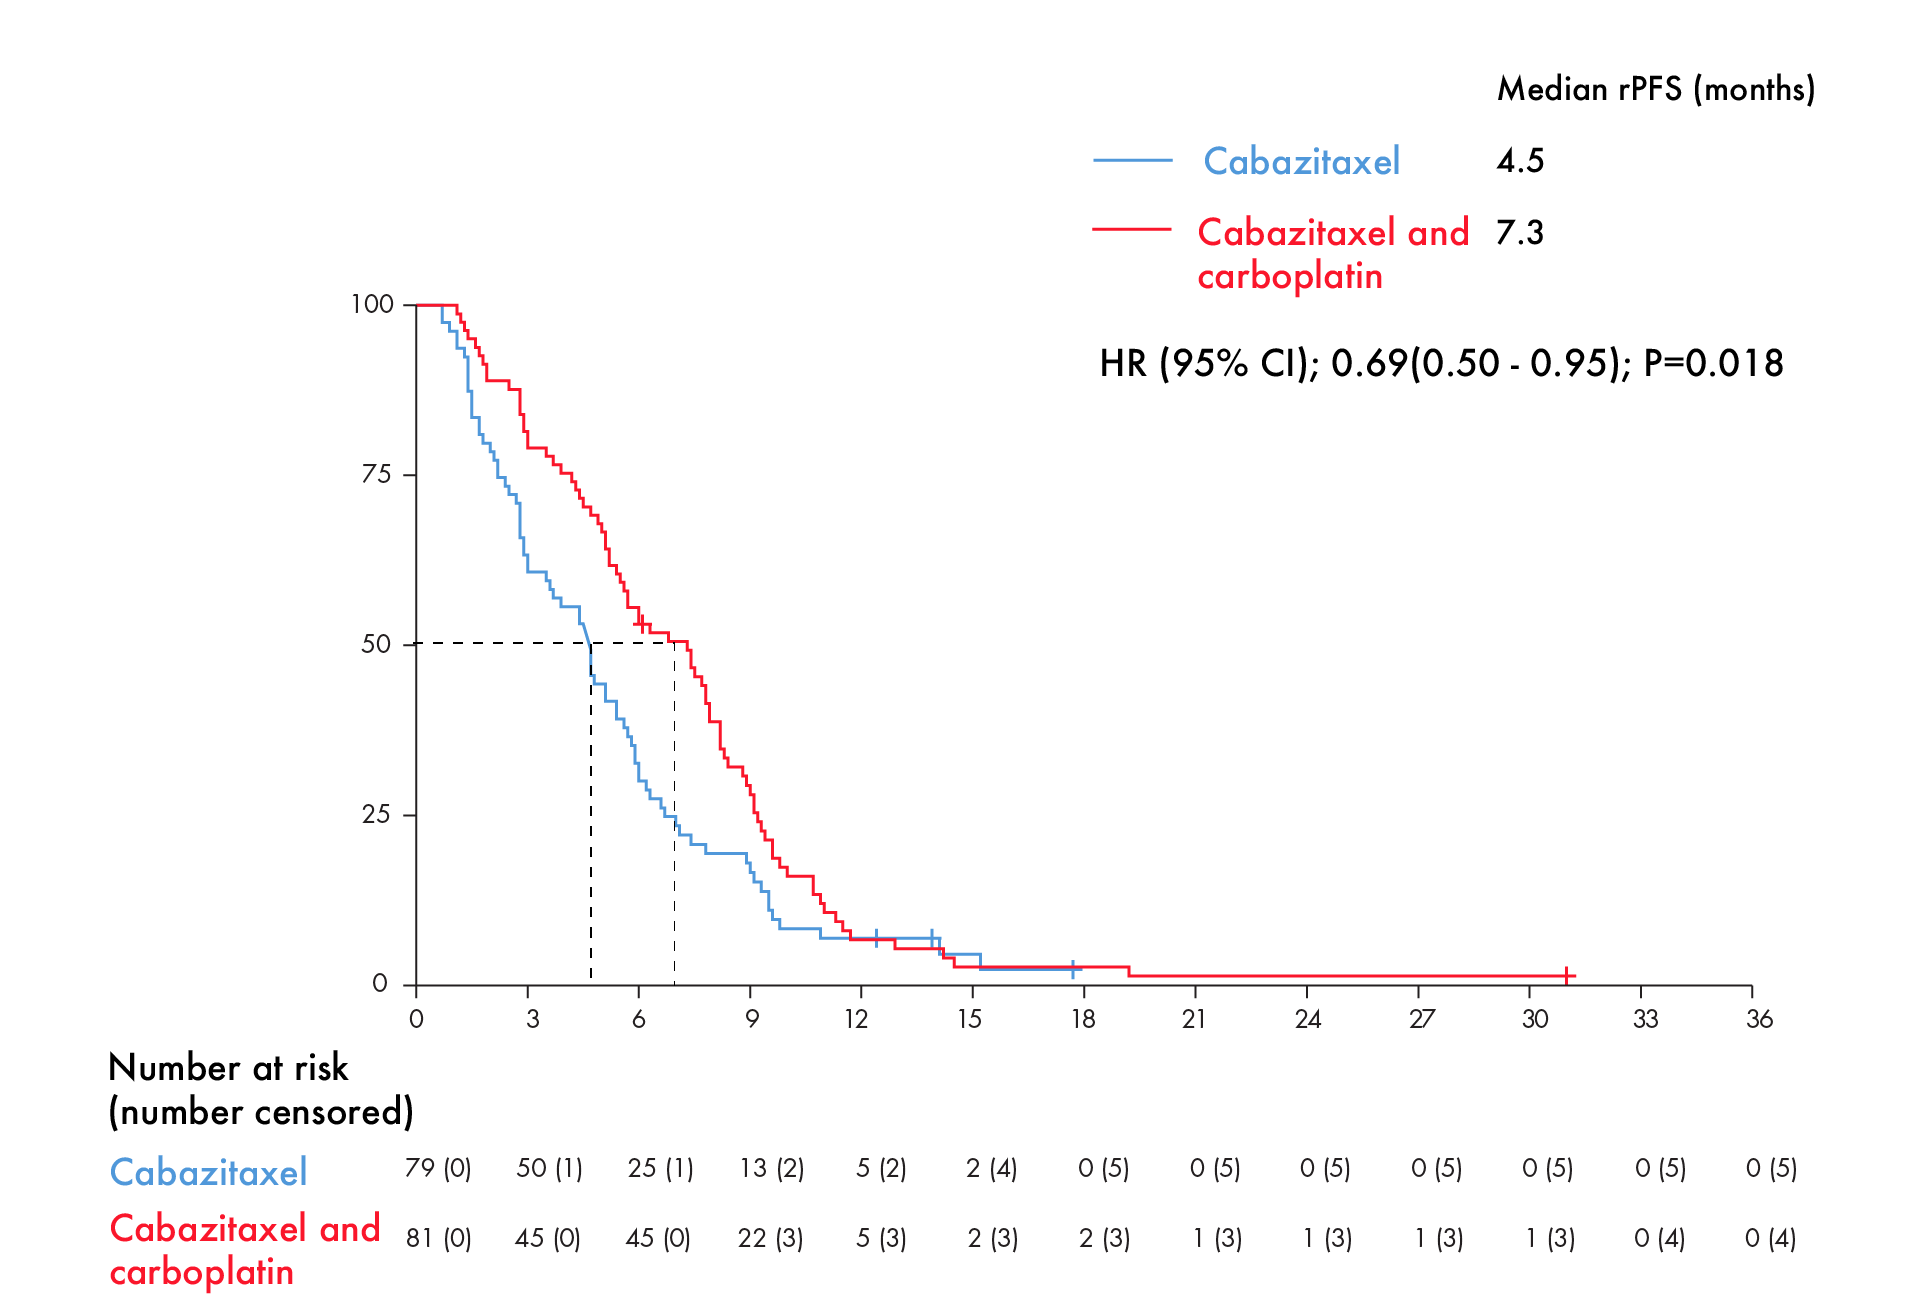 Median rPFS (months)
Cabazitaxel 4.5
Cabazitaxel and 7.3
carboplatin
HR (95% CI); 0.69(0.50 - 0.95); P=0.018
100
75
50
25
0
0 3 6 9 12 15 18 21 24 27 30 33 36
Number at risk
(number censored)
Cabazitaxel 79 (0) 50 (1) 25 (1) 13 (2) 5 (2) 2 (4) 0 (5) 0 (5) 0 (5) 0 (5) 0 (5) 0 (5) 0 (5)
Cabazitaxel and 81 (0) 45 (0) 45 (0) 22 (3) 5 (3) 2 (3) 2 (3) 1 (3) 1 (3) 1 (3) 1 (3) 0 (4) 0 (4)
carboplatin